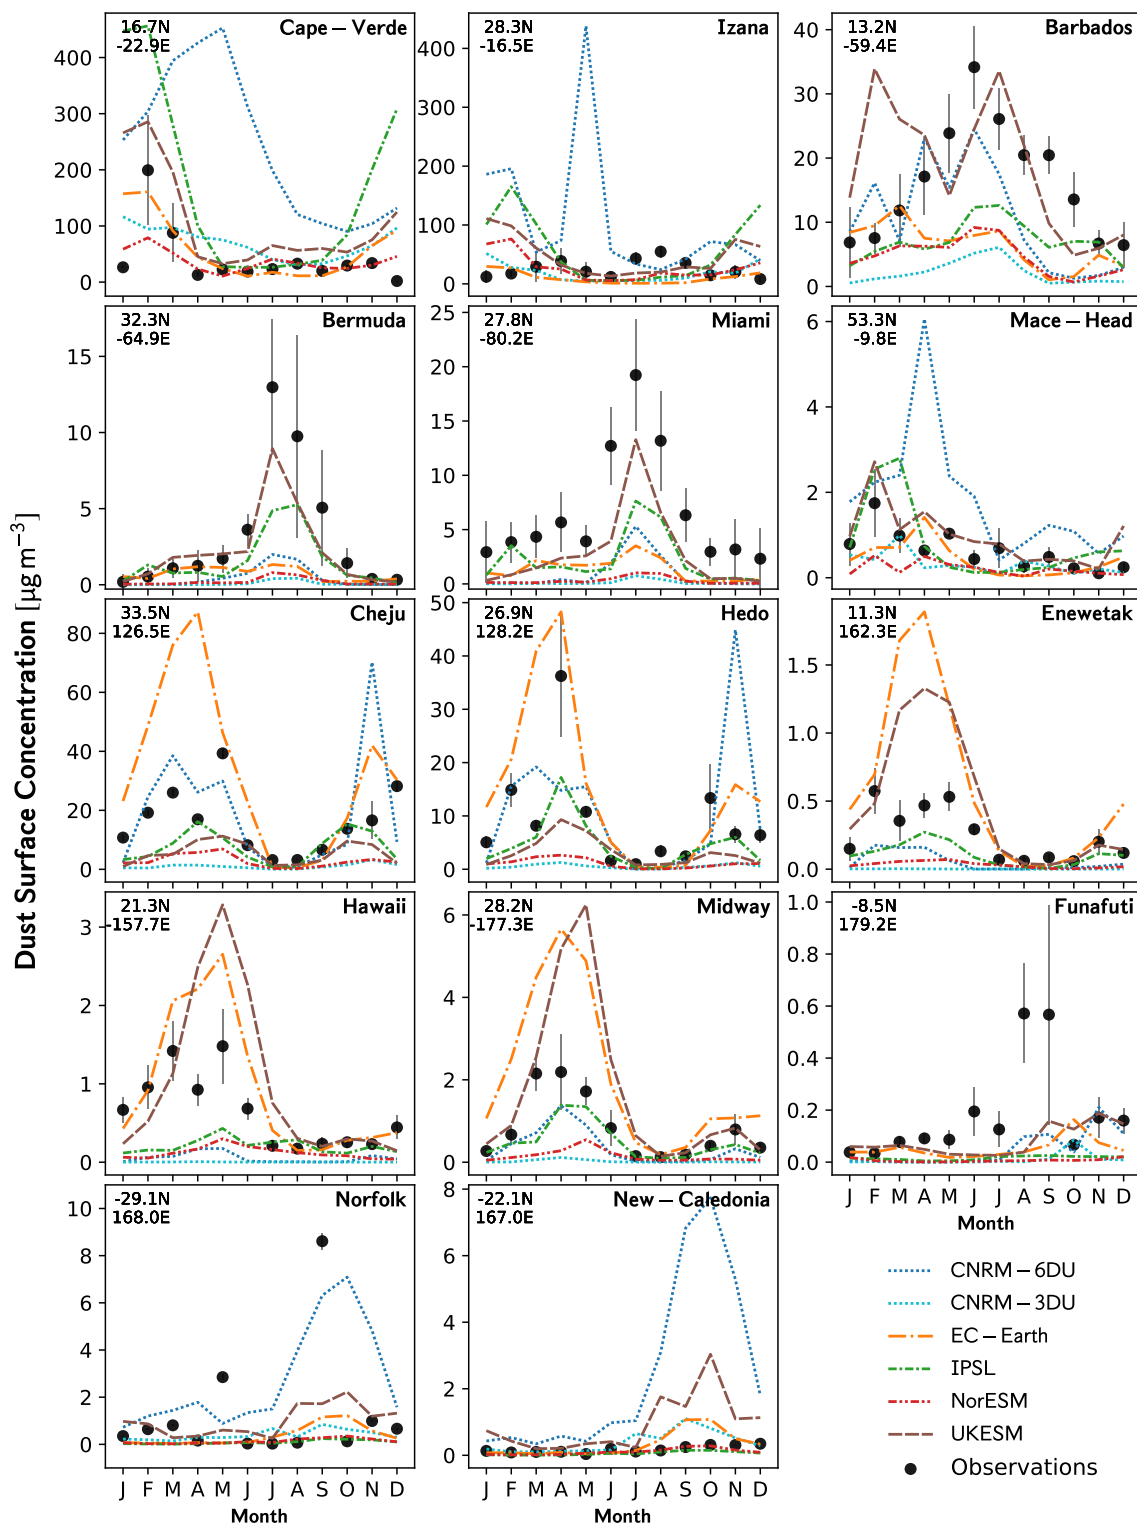 Dust Surface Concentration [μg m⁻³]
16.7N
-22.9E
Cape – Verde
400
300
200
100
0
28.3N
-16.5E
Izana
400
300
200
100
0
13.2N
-59.4E
Barbados
40
30
20
10
0
32.3N
-64.9E
Bermuda
15
10
5
0
27.8N
-80.2E
Miami
25
20
15
10
5
0
53.3N
-9.8E
Mace – Head
6
4
2
0
33.5N
126.5E
Cheju
80
60
40
20
0
26.9N
128.2E
Hedo
50
40
30
20
10
0
11.3N
162.3E
Enewetak
1.5
1.0
0.5
0.0
21.3N
-157.7E
Hawaii
3
2
1
0
28.2N
-177.3E
Midway
6
4
2
0
-8.5N
179.2E
Funafuti
1.0
0.8
0.6
0.4
0.2
0.0
J F M A M J J A S O N D
Month
-29.1N
168.0E
Norfolk
10
8
6
4
2
0
J F M A M J J A S O N D
Month
-22.1N
167.0E
New – Caledonia
8
6
4
2
0
J F M A M J J A S O N D
Month
CNRM – 6DU
CNRM – 3DU
EC – Earth
IPSL
NorESM
UKESM
Observations